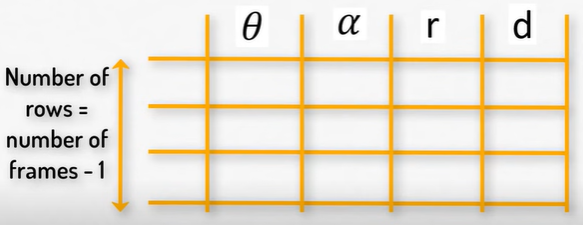 θ α r d
Number of
rows =
number of
frames - 1